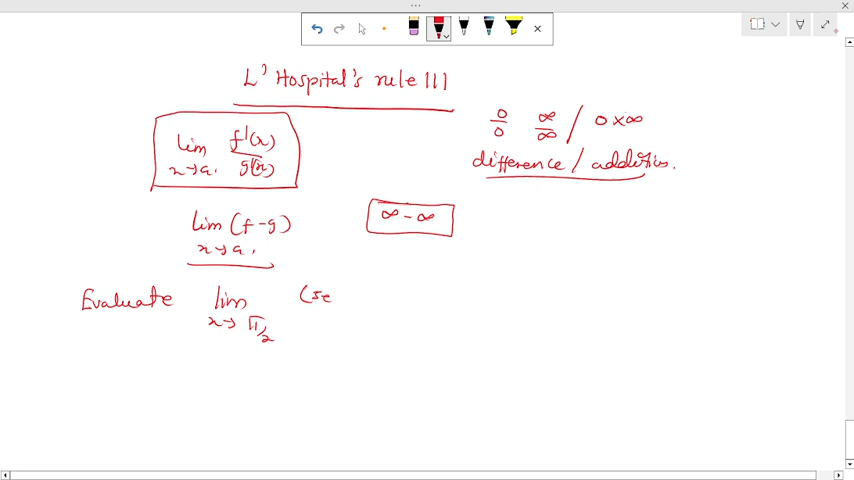 L' Hospital's rule III
lim x→a f'(x)/g'(x)
0/0 ∞/∞ / 0×∞
difference / addition.
lim x→a (f-g)
∞-∞
Evaluate lim x→ π/2 (se